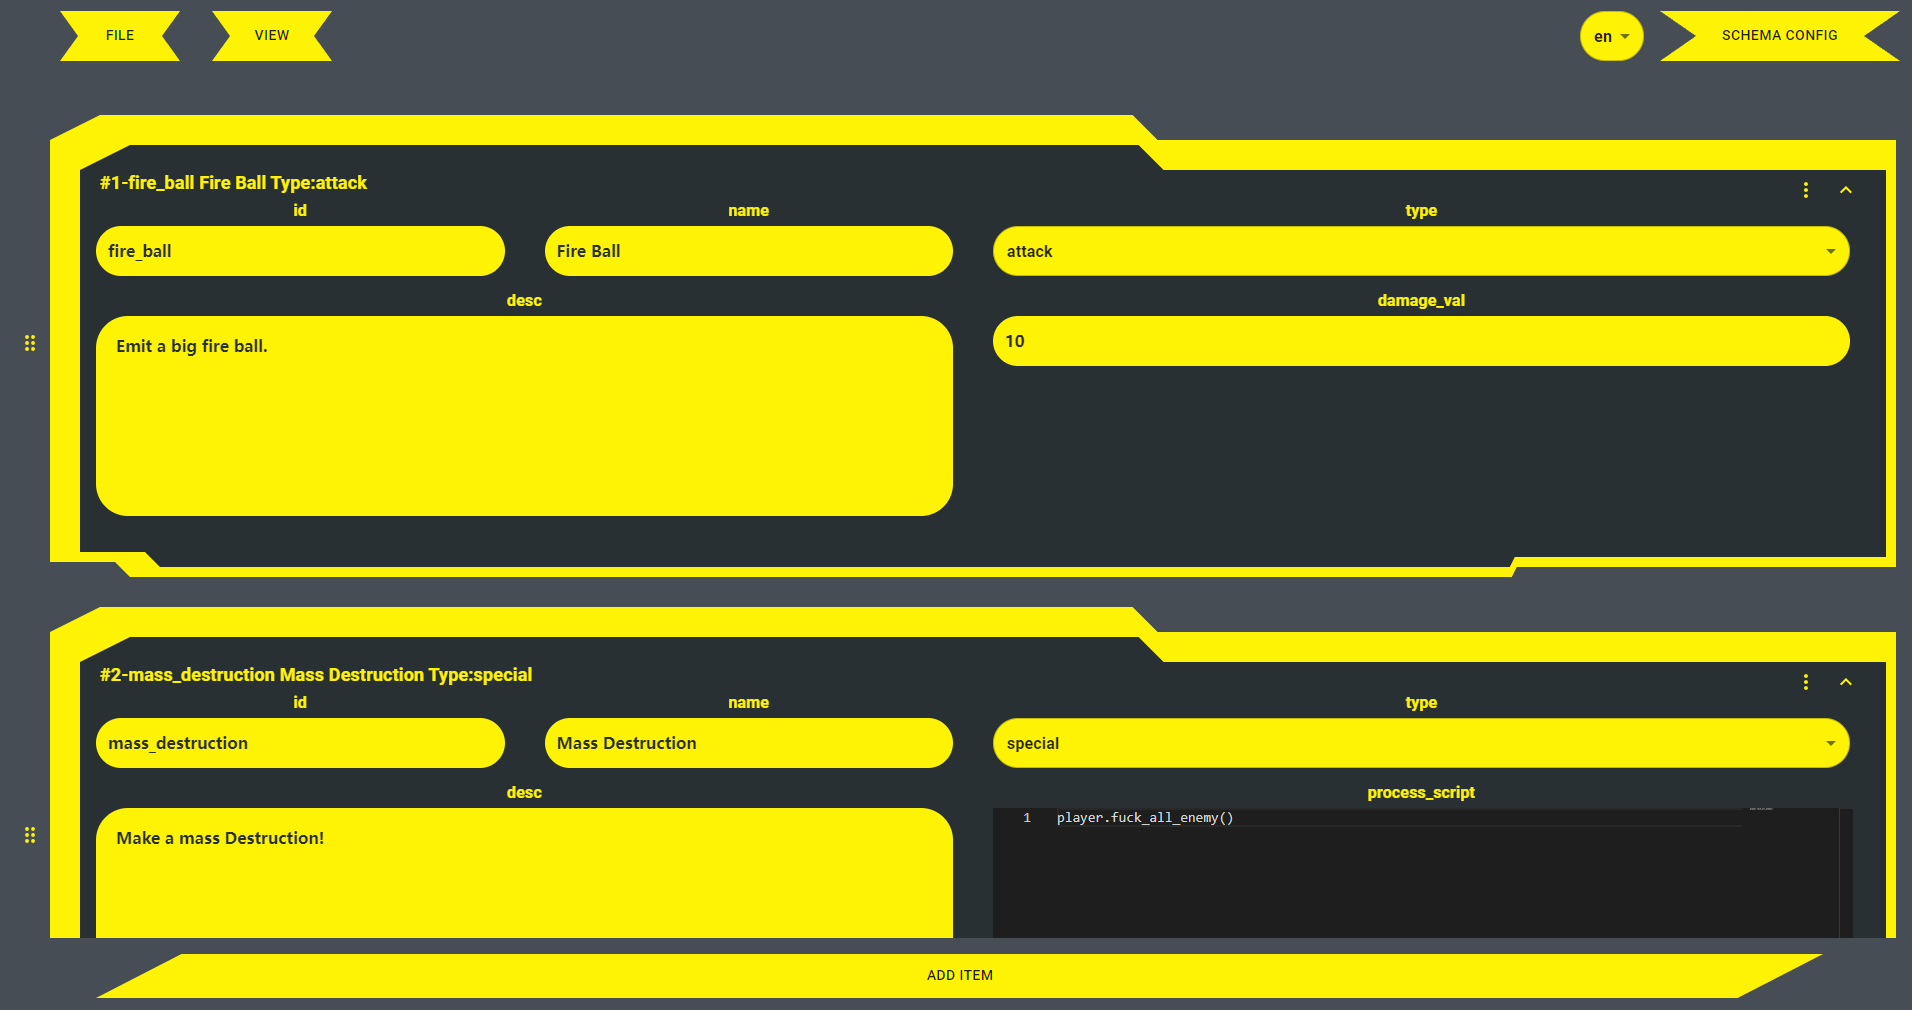 FILE
VIEW
en
SCHEMA CONFIG
#1-fire_ball Fire Ball Type:attack
id
name
type
fire_ball
Fire Ball
attack
desc
damage_val
Emit a big fire ball.
10
#2-mass_destruction Mass Destruction Type:special
id
name
type
mass_destruction
Mass Destruction
special
desc
process_script
Make a mass Destruction!
1 player.fuck_all_enemy()
ADD ITEM